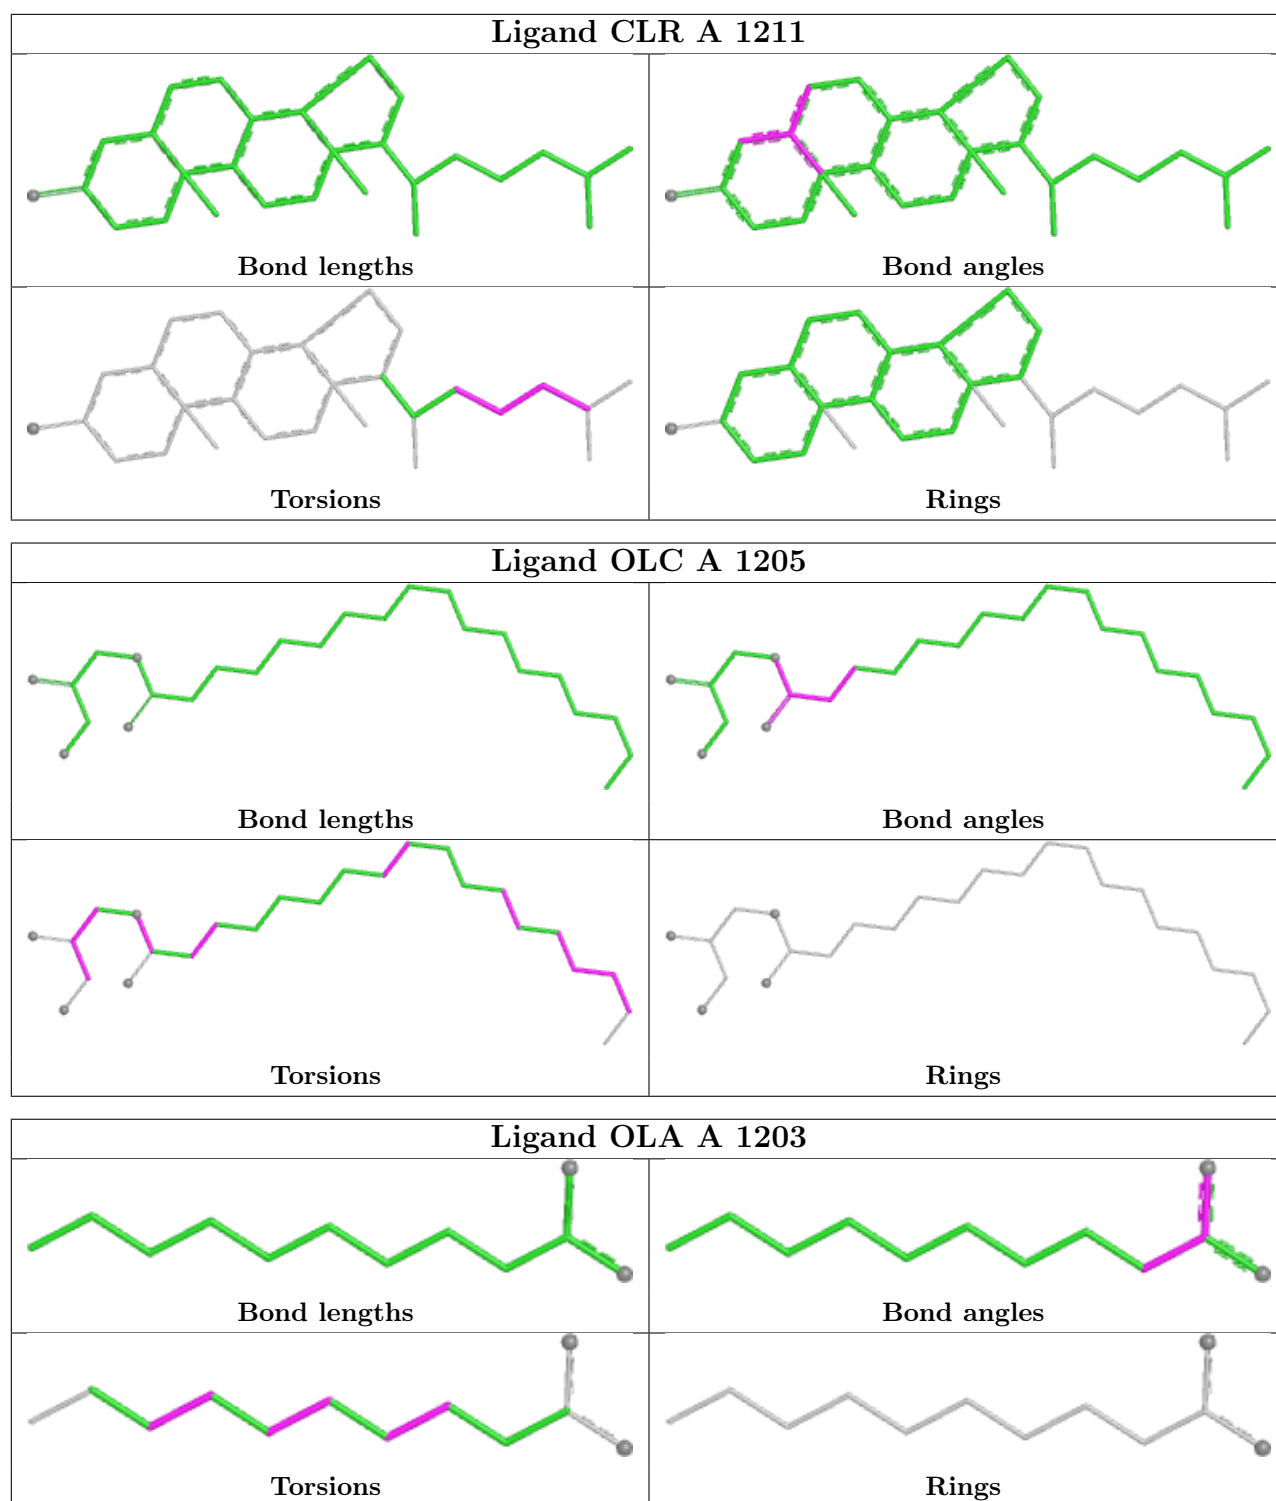 Ligand CLR A 1211
Bond lengths
Bond angles
Torsions
Rings
Ligand OLC A 1205
Bond lengths
Bond angles
Torsions
Rings
Ligand OLA A 1203
Bond lengths
Bond angles
Torsions
Rings